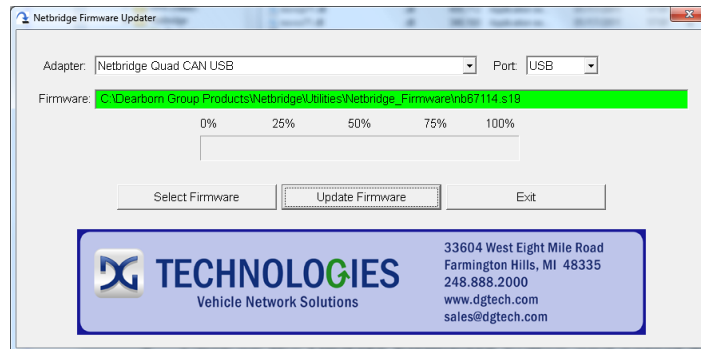 Netbridge Firmware Updater
Adapter: Netbridge Quad CAN USB Port: USB
Firmware: C:\Dearborn Group Products\Netbridge\Utilities\Netbridge_Firmware\nb67114.s19
0% 25% 50% 75% 100%
Select Firmware Update Firmware Exit
DG TECHNOLOGIES
Vehicle Network Solutions
33604 West Eight Mile Road
Farmington Hills, MI 48335
248.888.2000
www.dgtech.com
sales@dgtech.com